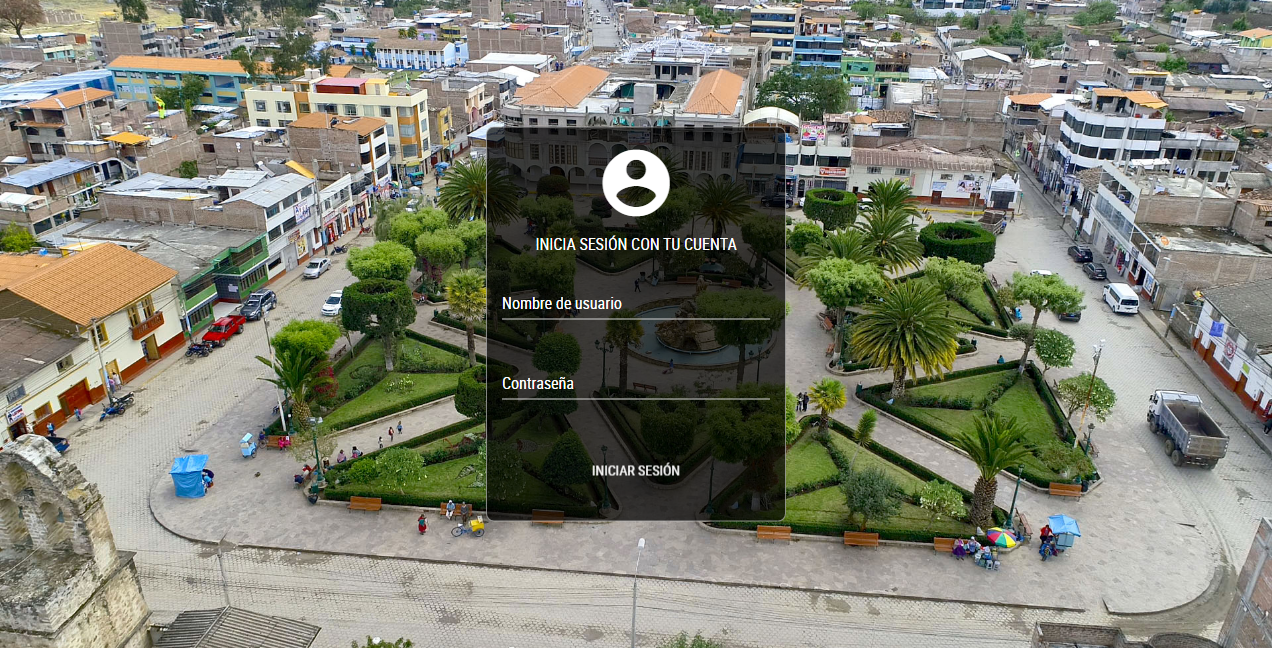 INICIA SESIÓN CON TU CUENTA
Nombre de usuario
Contraseña
INICIAR SESIÓN